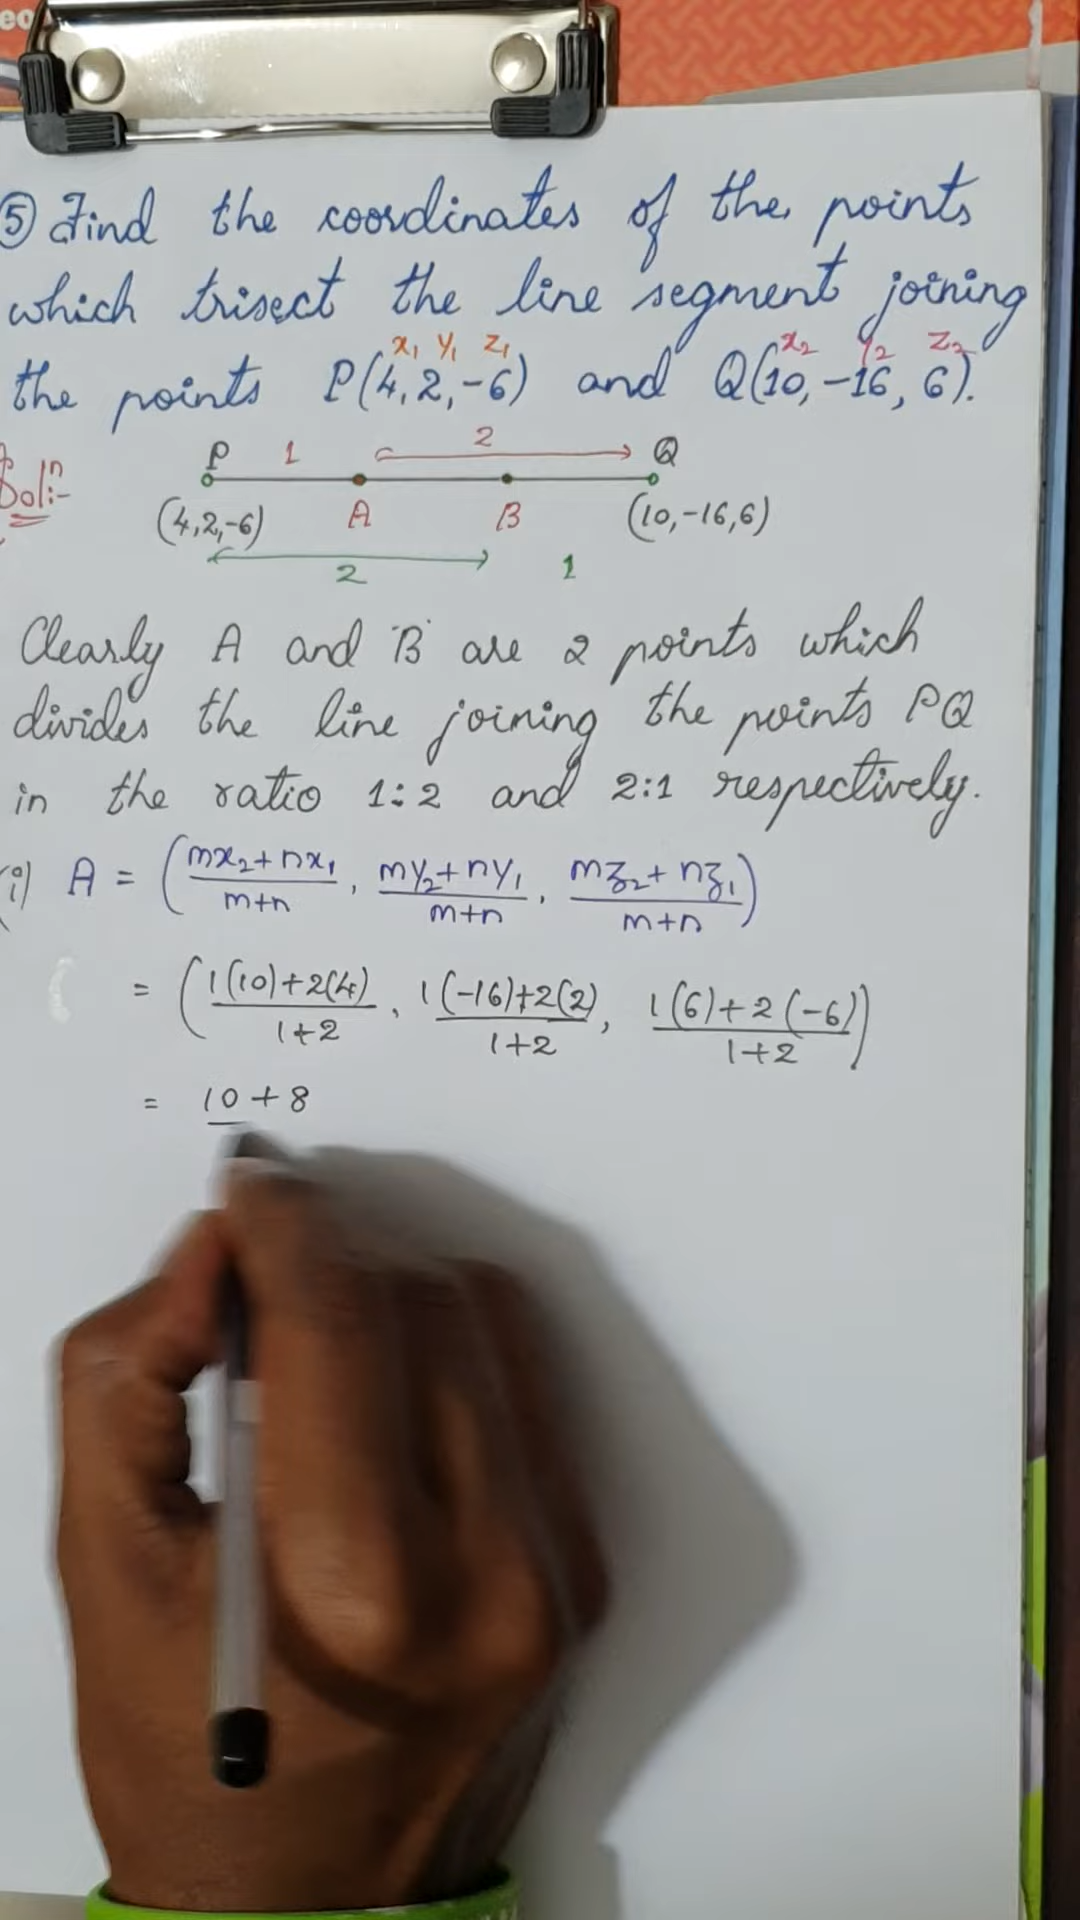 eo
⑤ Find the coordinates of the points
which trisect the line segment joining
x₁ y₁ z₁ x₂ y₂ z₂
the points P(4,2,-6) and Q(10,-16, 6).
P 1 2 Q
Solⁿ:-
(4,2,-6) A B (10,-16,6)
2 1
Clearly A and B are 2 points which
divides the line joining the points PQ
in the ratio 1:2 and 2:1 respectively.
(i) A = ( (mx₂+nx₁)/(m+n), (my₂+ny₁)/(m+n), (mz₂+nz₁)/(m+n) )
= ( (1(10)+2(4))/(1+2), (1(-16)+2(2))/(1+2), (1(6)+2(-6))/(1+2) )
= 10+8